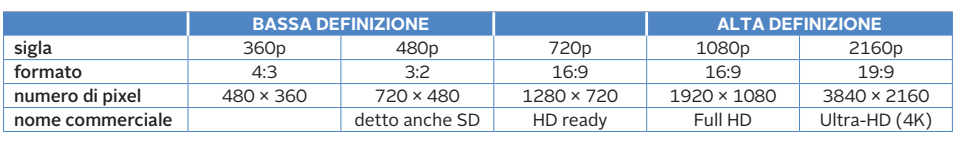 BASSA DEFINIZIONE ALTA DEFINIZIONE
sigla 360p 480p 720p 1080p 2160p
formato 4:3 3:2 16:9 16:9 19:9
numero di pixel 480 × 360 720 × 480 1280 × 720 1920 × 1080 3840 × 2160
nome commerciale detto anche SD HD ready Full HD Ultra-HD (4K)